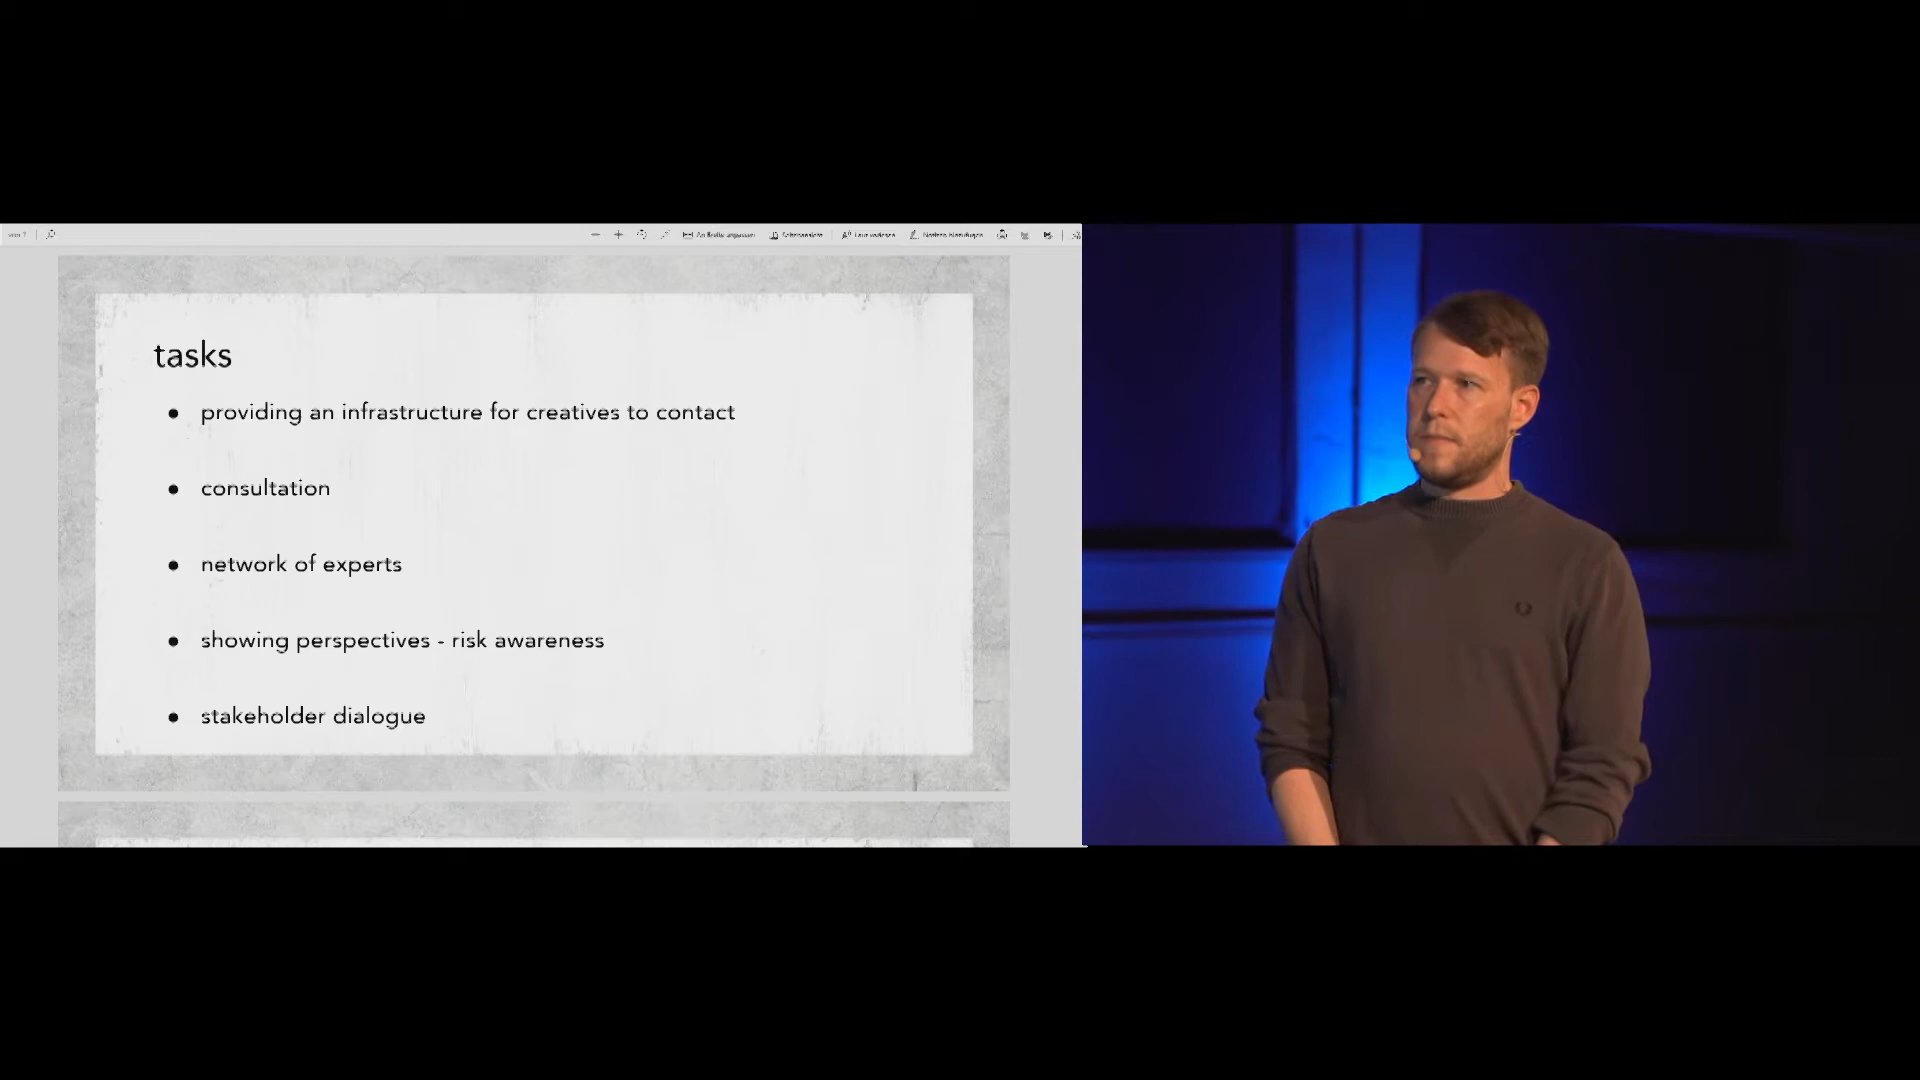 tasks
providing an infrastructure for creatives to contact
consultation
network of experts
showing perspectives - risk awareness
stakeholder dialogue